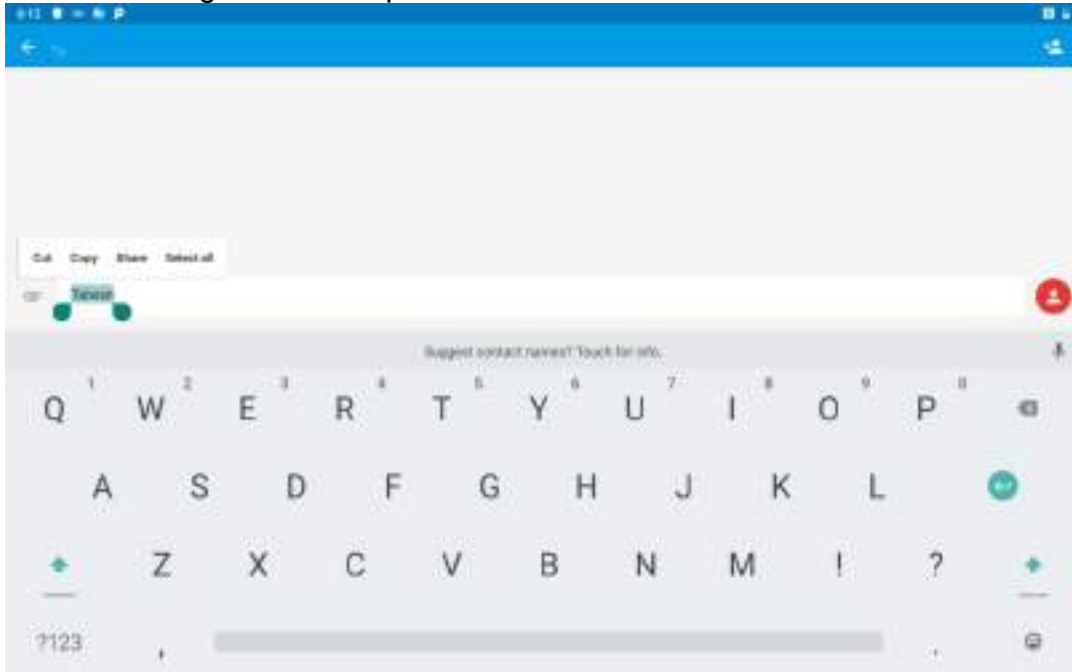 Cut Copy Share Select all
Suggest contact names? Touch for info.
1 2 3 4 5 6 7 8 9 0
Q W E R T Y U I O P
A S D F G H J K L
Z X C V B N M ! ?
?123 , .